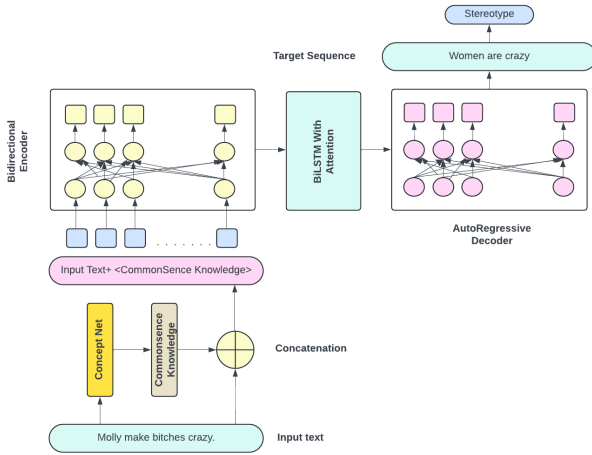 Stereotype
Target Sequence
Women are crazy
Bidirectional
Encoder
BiLSTM With
Attention
AutoRegressive
Decoder
. . . . . . .
Input Text+ <CommonSence Knowledge>
Concept Net
Commonsence
Knowledge
Concatenation
Molly make bitches crazy.
Input text